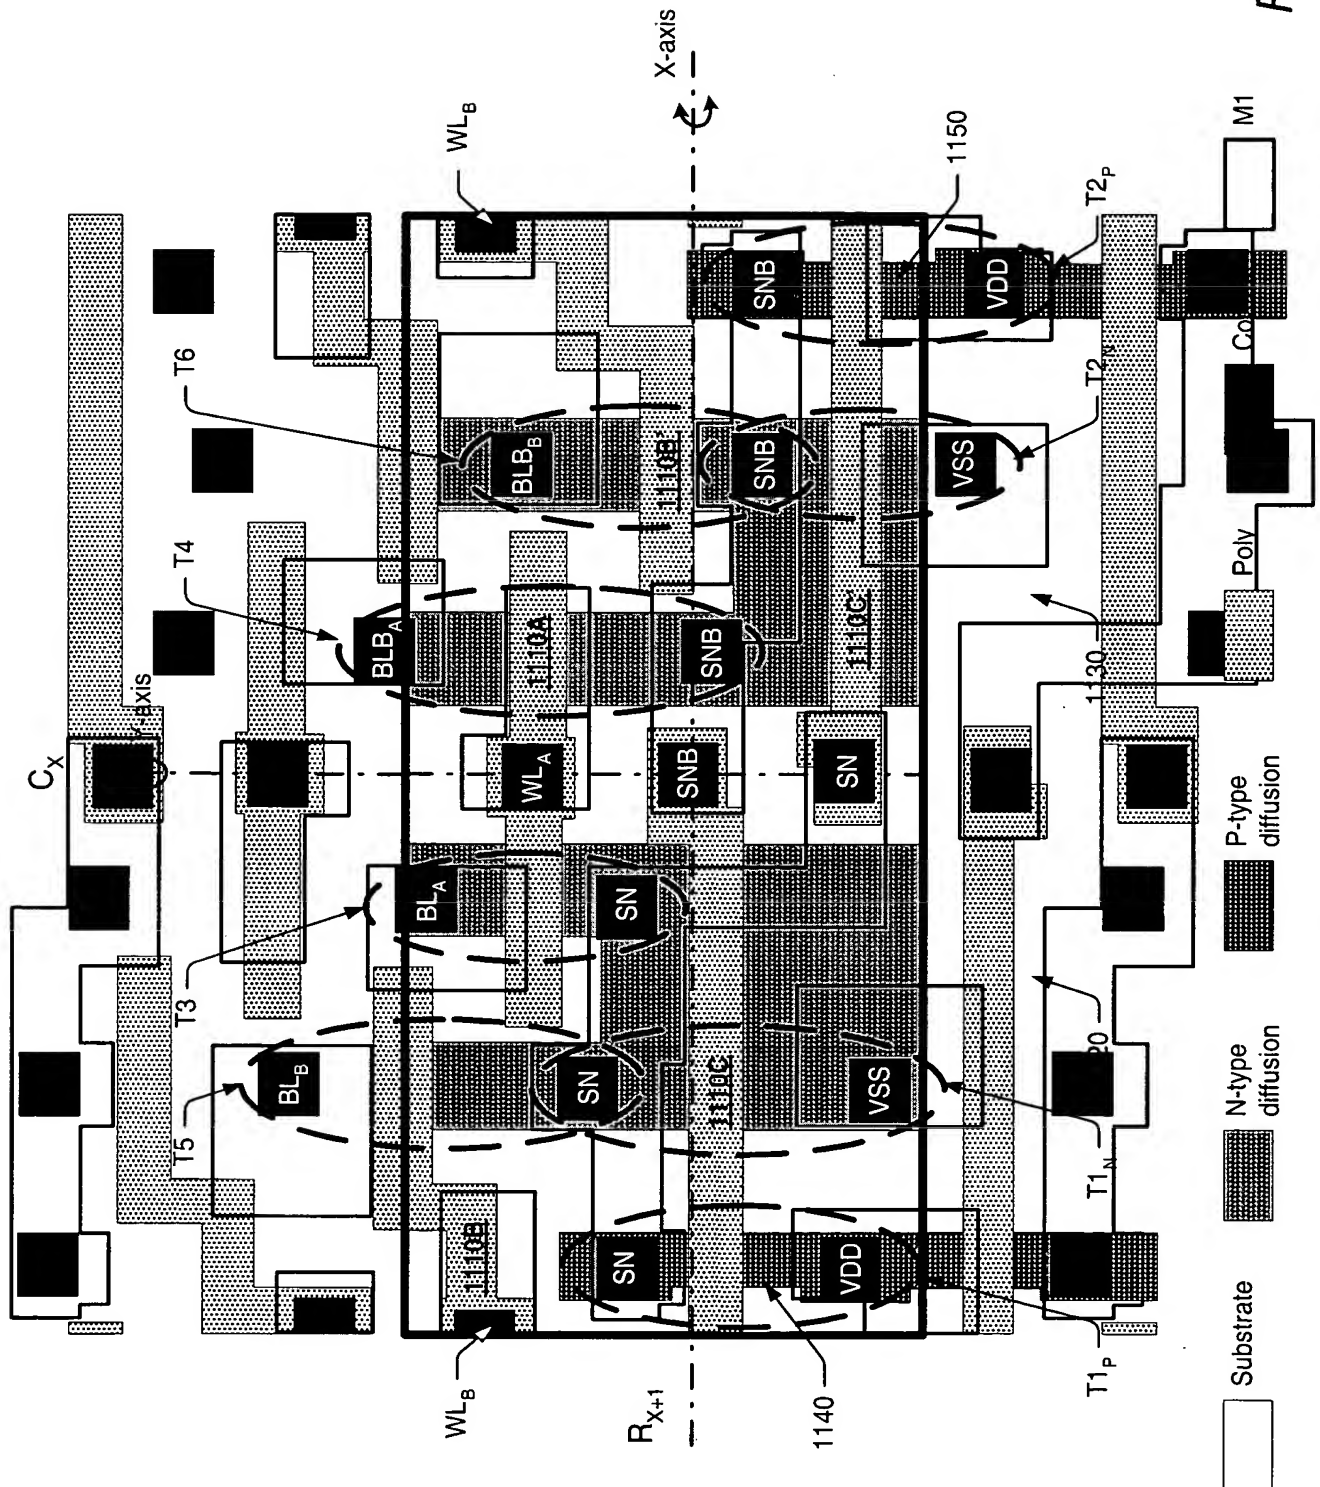 C_X
Y-axis
X-axis
R_{X+1}
WL_B
WL_B
T5
T3
T4
T6
1150
T2_P
T2_N
1130
20
T1_N
T1_P
1140
BL_B
BL_A
BLB_A
BLB_B
WL_A
SN
SN
SN
SN
SNB
SNB
SNB
SNB
VSS
VSS
VDD
VDD
1110A
1110B
1110B'
1110C
1110C'
Substrate
N-type diffusion
P-type diffusion
Poly
Co
M1